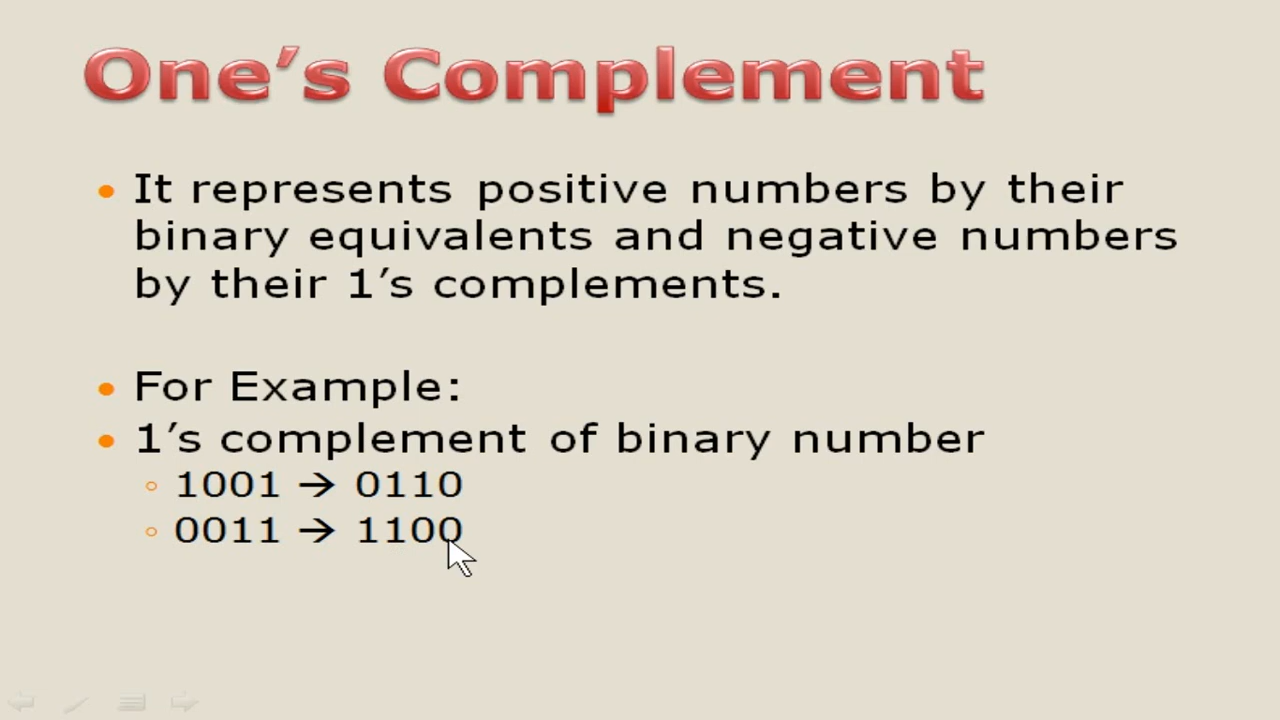 One’s Complement
It represents positive numbers by their
binary equivalents and negative numbers
by their 1’s complements.
For Example:
1’s complement of binary number
1001 → 0110
0011 → 1100